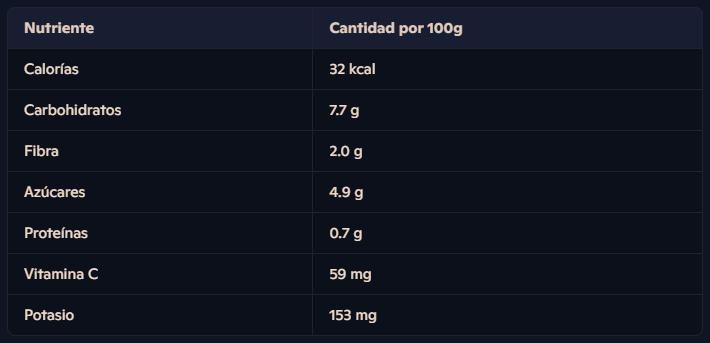 Nutriente Cantidad por 100g
Calorías 32 kcal
Carbohidratos 7.7 g
Fibra 2.0 g
Azúcares 4.9 g
Proteínas 0.7 g
Vitamina C 59 mg
Potasio 153 mg